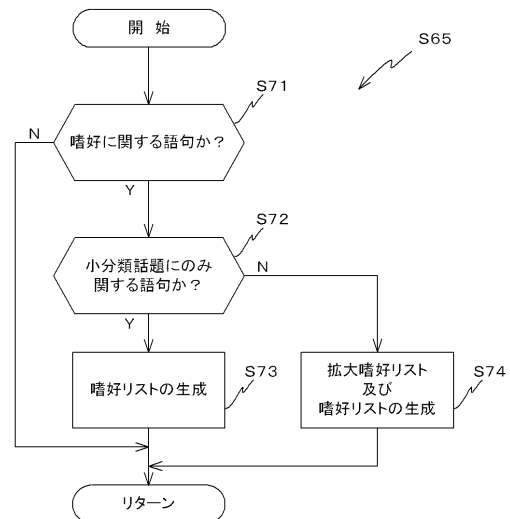 開 始
S65
S71
嗜好に関する語句か？
N
Y
S72
小分類話題にのみ
関する語句か？
N
Y
S73
嗜好リストの生成
拡大嗜好リスト
及び
嗜好リストの生成
S74
リターン